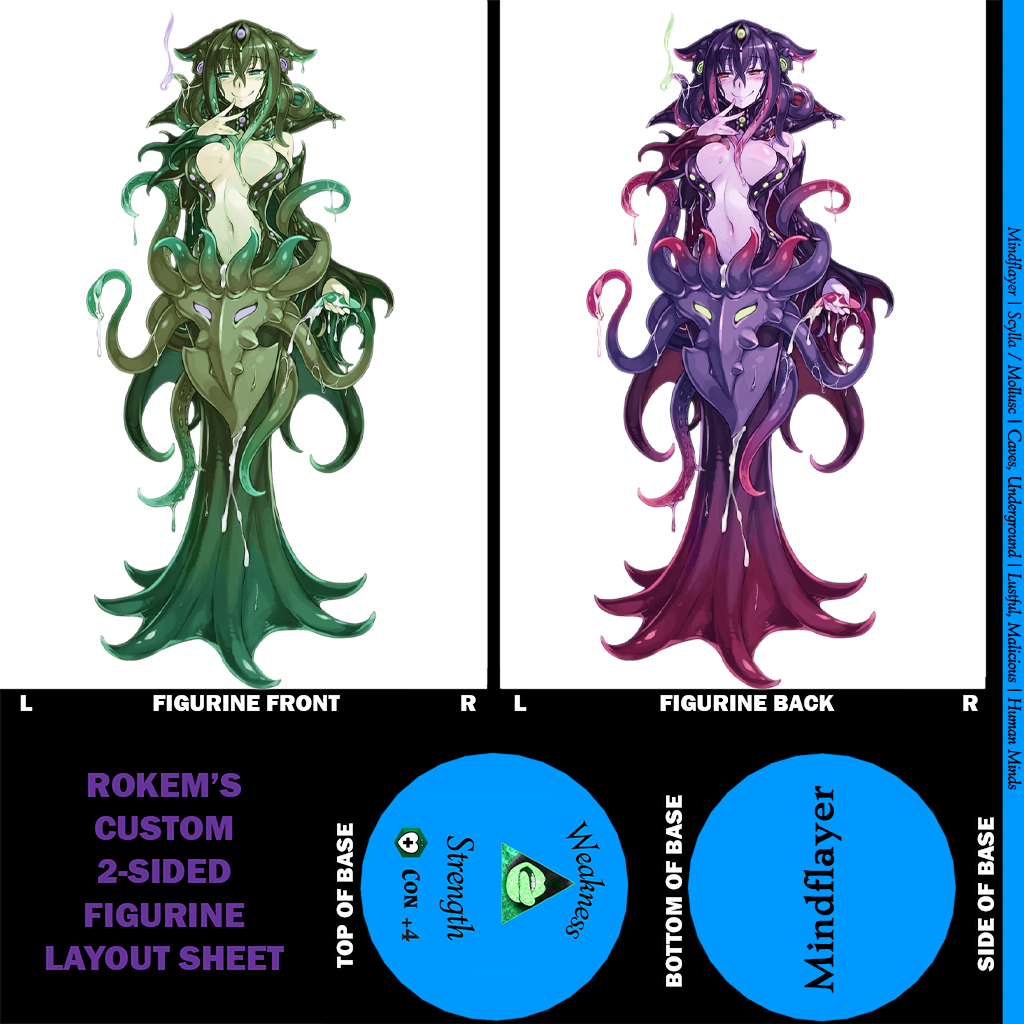 L FIGURINE FRONT R
L FIGURINE BACK R
Mindflayer | Scylla / Mollusc | Caves, Underground | Lustful, Malicious | Human Minds
ROKEM'S
CUSTOM
2-SIDED
FIGURINE
LAYOUT SHEET
TOP OF BASE
Weakness
Strength
CON +4
BOTTOM OF BASE
Mindflayer
SIDE OF BASE